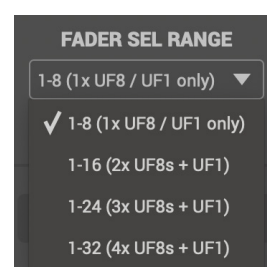 FADER SEL RANGE
1-8 (1x UF8 / UF1 only)
1-8 (1x UF8 / UF1 only)
1-16 (2x UF8s + UF1)
1-24 (3x UF8s + UF1)
1-32 (4x UF8s + UF1)